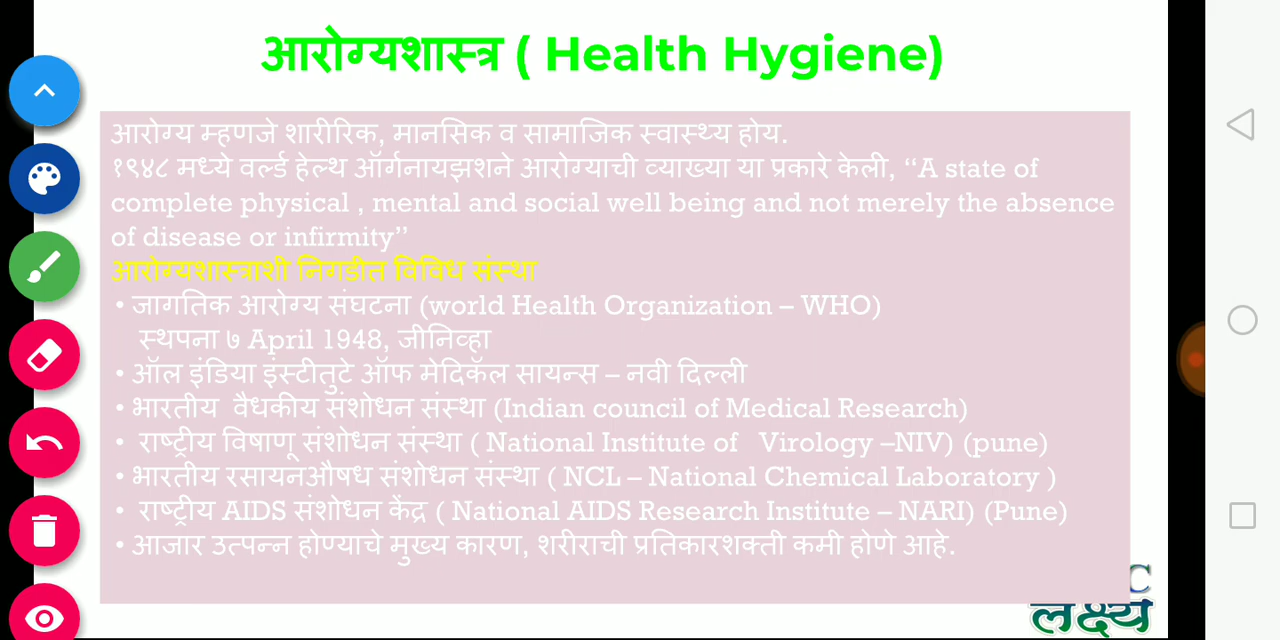 आरोग्यशास्त्र ( Health Hygiene)
आरोग्य म्हणजे शारीरिक, मानसिक व सामाजिक स्वास्थ्य होय.
१९४८ मध्ये वर्ल्ड हेल्थ ऑर्गनायझशने आरोग्याची व्याख्या या प्रकारे केली, “A state of
complete physical , mental and social well being and not merely the absence
of disease or infirmity”
आरोग्यशास्त्राशी निगडीत विविध संस्था
• जागतिक आरोग्य संघटना (world Health Organization – WHO)
स्थपना ७ April 1948, जीनिव्हा
• ऑल इंडिया इंस्टीतुटे ऑफ मेदिकॅल सायन्स – नवी दिल्ली
• भारतीय वैधकीय संशोधन संस्था (Indian council of Medical Research)
• राष्ट्रीय विषाणू संशोधन संस्था ( National Institute of Virology –NIV) (pune)
• भारतीय रसायनऔषध संशोधन संस्था ( NCL – National Chemical Laboratory )
• राष्ट्रीय AIDS संशोधन केंद्र ( National AIDS Research Institute – NARI) (Pune)
• आजार उत्पन्न होण्याचे मुख्य कारण, शरीराची प्रतिकारशक्ती कमी होणे आहे.
C
लक्ष्य